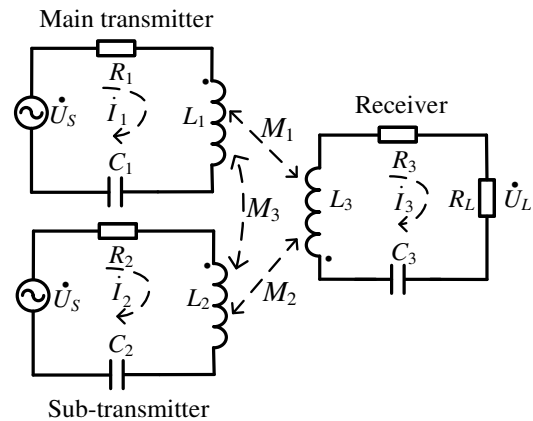 Main transmitter
R1
U̇S
İ1
L1
C1
M1
Receiver
R3
L3
İ3
RL
U̇L
C3
M3
R2
U̇S
İ2
L2
C2
M2
Sub-transmitter